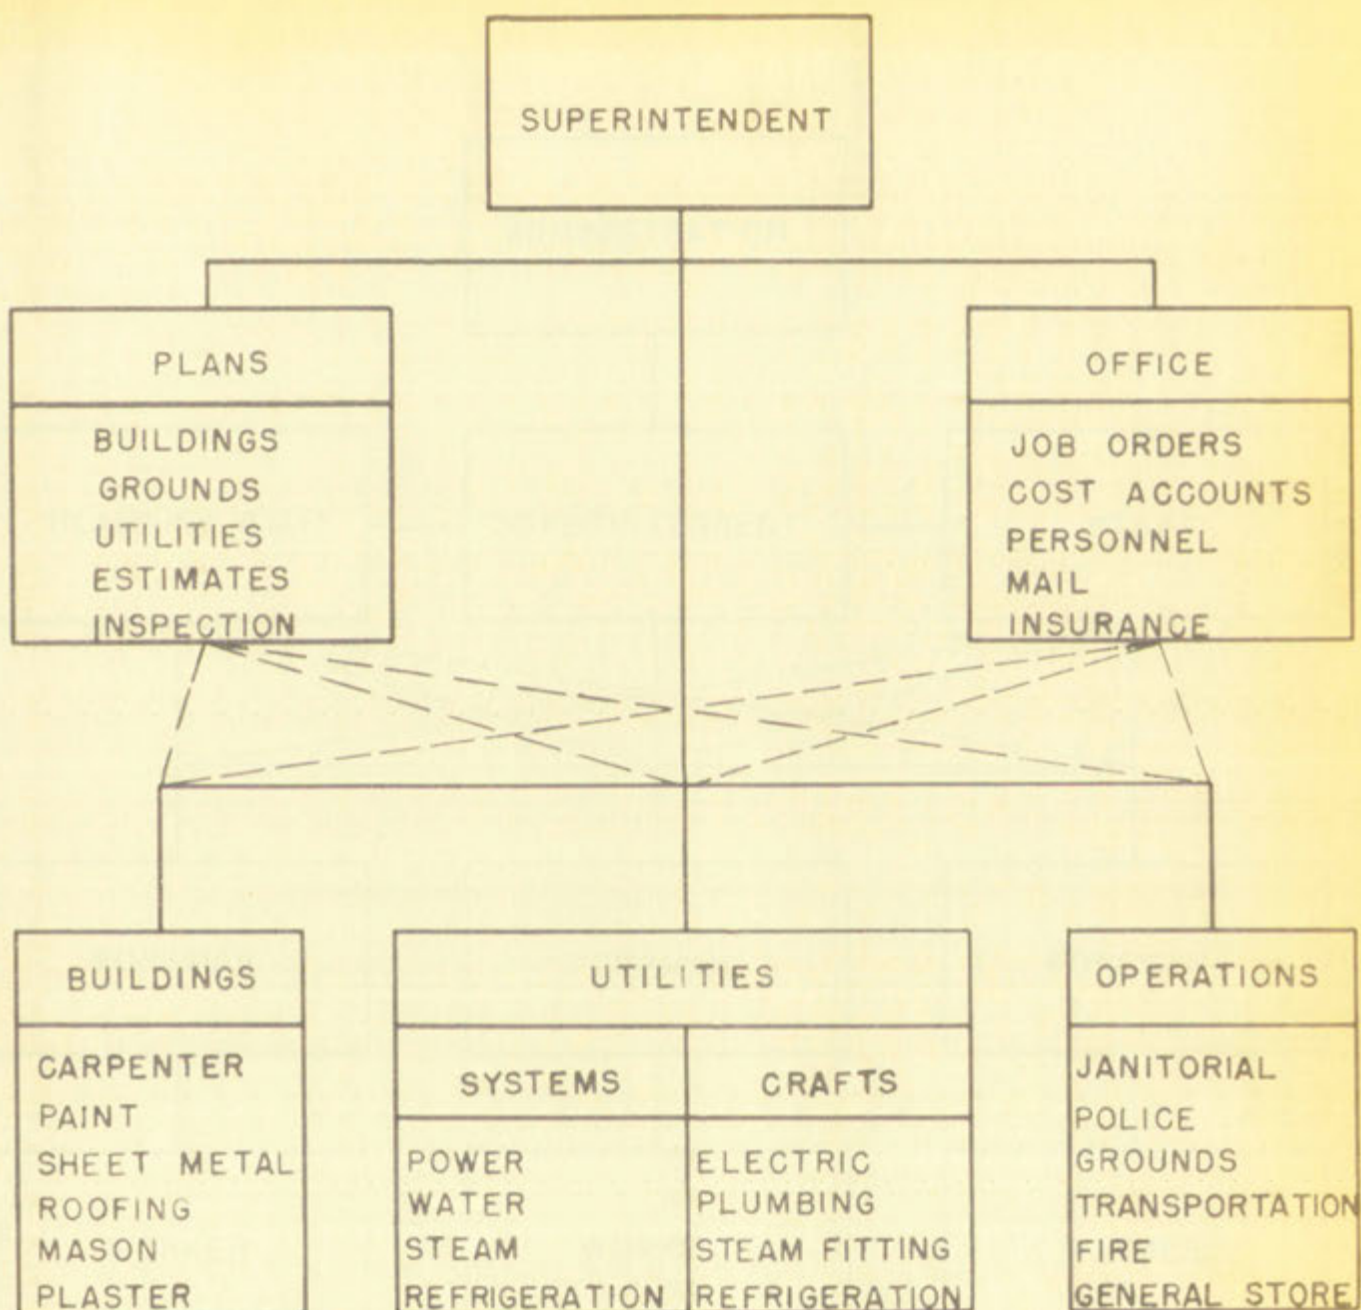 SUPERINTENDENT
PLANS
BUILDINGS
GROUNDS
UTILITIES
ESTIMATES
INSPECTION
OFFICE
JOB ORDERS
COST ACCOUNTS
PERSONNEL
MAIL
INSURANCE
BUILDINGS
CARPENTER
PAINT
SHEET METAL
ROOFING
MASON
PLASTER
UTILITIES
SYSTEMS
POWER
WATER
STEAM
REFRIGERATION
CRAFTS
ELECTRIC
PLUMBING
STEAM FITTING
REFRIGERATION
OPERATIONS
JANITORIAL
POLICE
GROUNDS
TRANSPORTATION
FIRE
GENERAL STORE